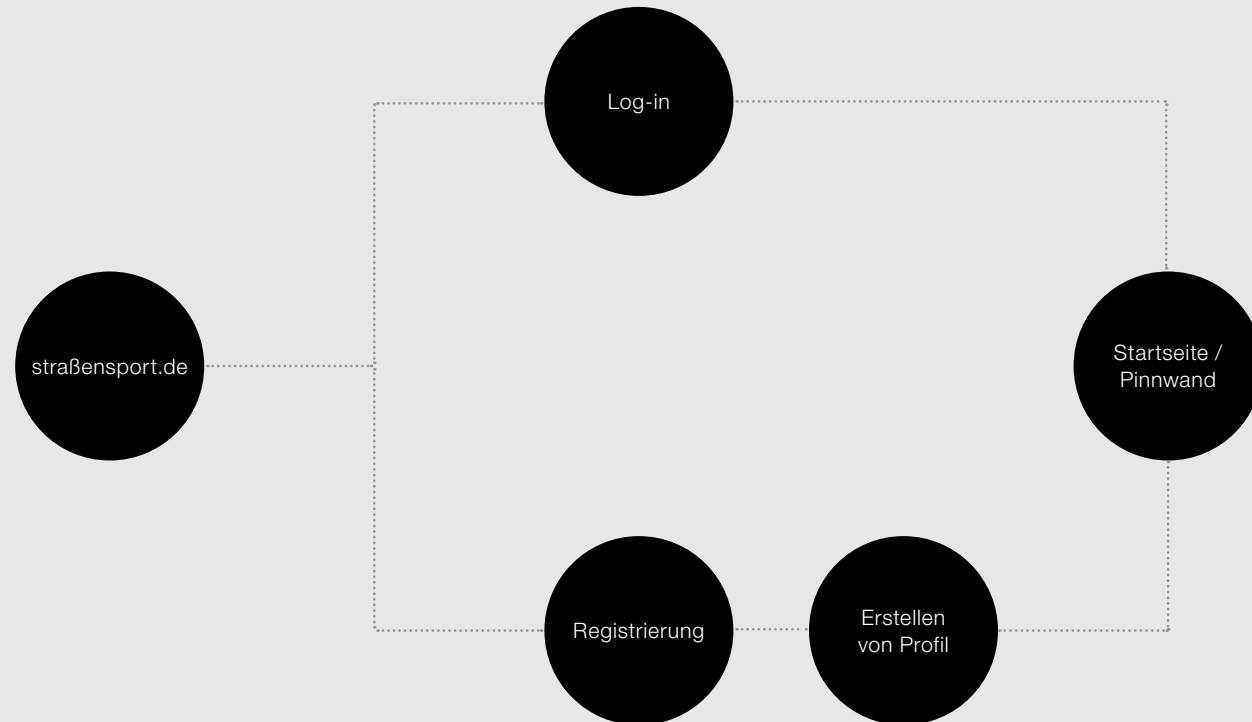 Log-in
straßensport.de
Startseite /
Pinnwand
Registrierung
Erstellen
von Profil